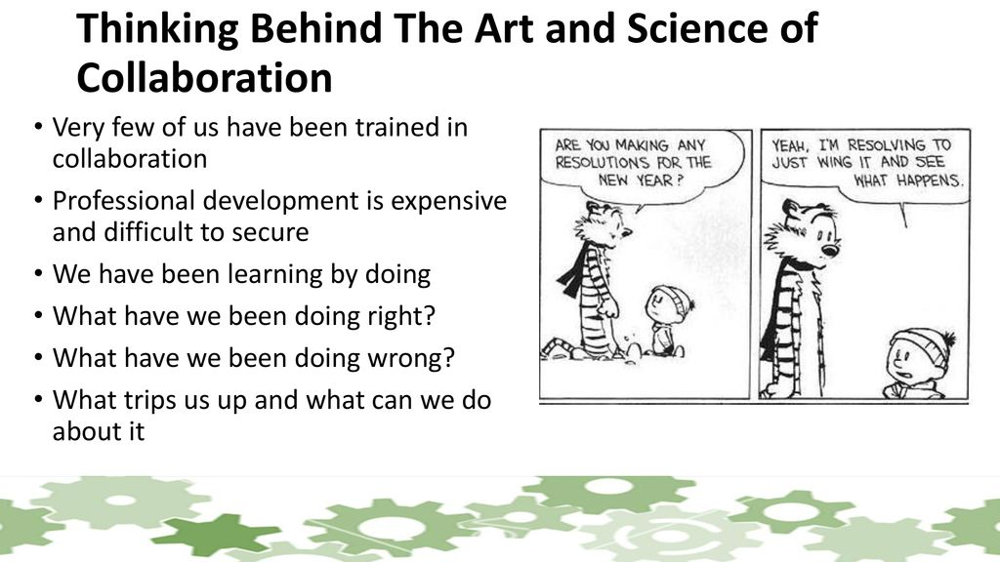 Thinking Behind The Art and Science of
Collaboration
• Very few of us have been trained in
collaboration
• Professional development is expensive
and difficult to secure
• We have been learning by doing
• What have we been doing right?
• What have we been doing wrong?
• What trips us up and what can we do
about it
ARE YOU MAKING ANY
RESOLUTIONS FOR THE
NEW YEAR?
YEAH, I'M RESOLVING TO
JUST WING IT AND SEE
WHAT HAPPENS.